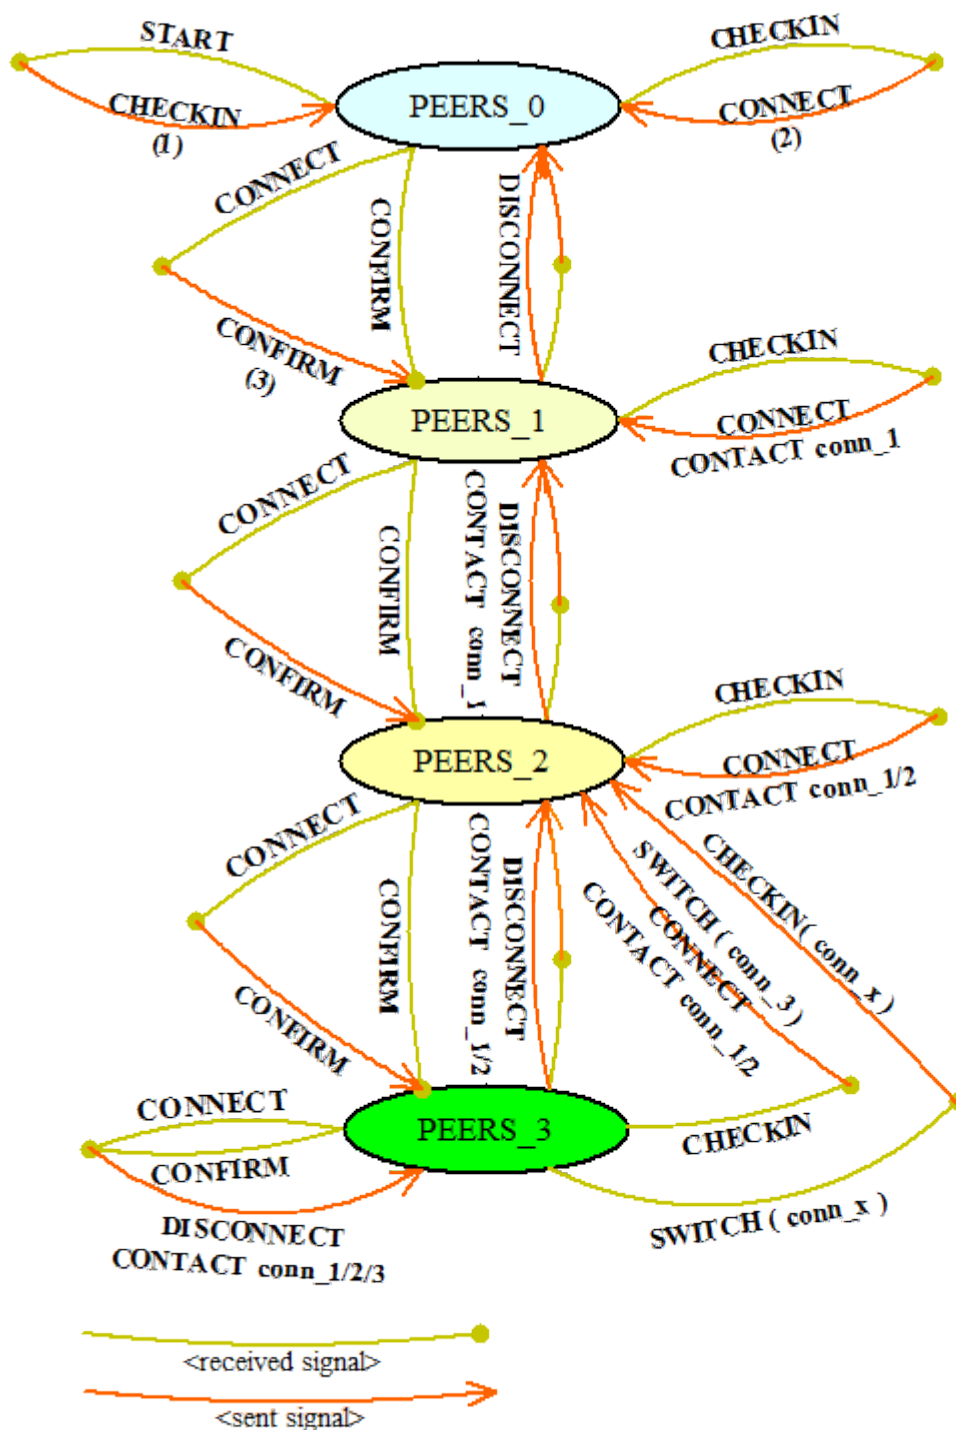 START
CHECKIN
(1)
PEERS_0
CHECKIN
CONNECT
(2)
CONNECT
CONFIRM
DISCONNECT
CONFIRM
(3)
PEERS_1
CHECKIN
CONNECT
CONTACT conn_1
CONNECT
CONFIRM
CONTACT conn_1
DISCONNECT
CONFIRM
PEERS_2
CHECKIN
CONNECT
CONTACT conn_1/2
CONNECT
CONFIRM
CONTACT conn_1/2
DISCONNECT
SWITCH ( conn_3 )
CONNECT
CONTACT conn_1/2
CHECKIN( conn_x )
CONFIRM
PEERS_3
CONNECT
CONFIRM
DISCONNECT
CONTACT conn_1/2/3
CHECKIN
SWITCH ( conn_x )
<received signal>
<sent signal>